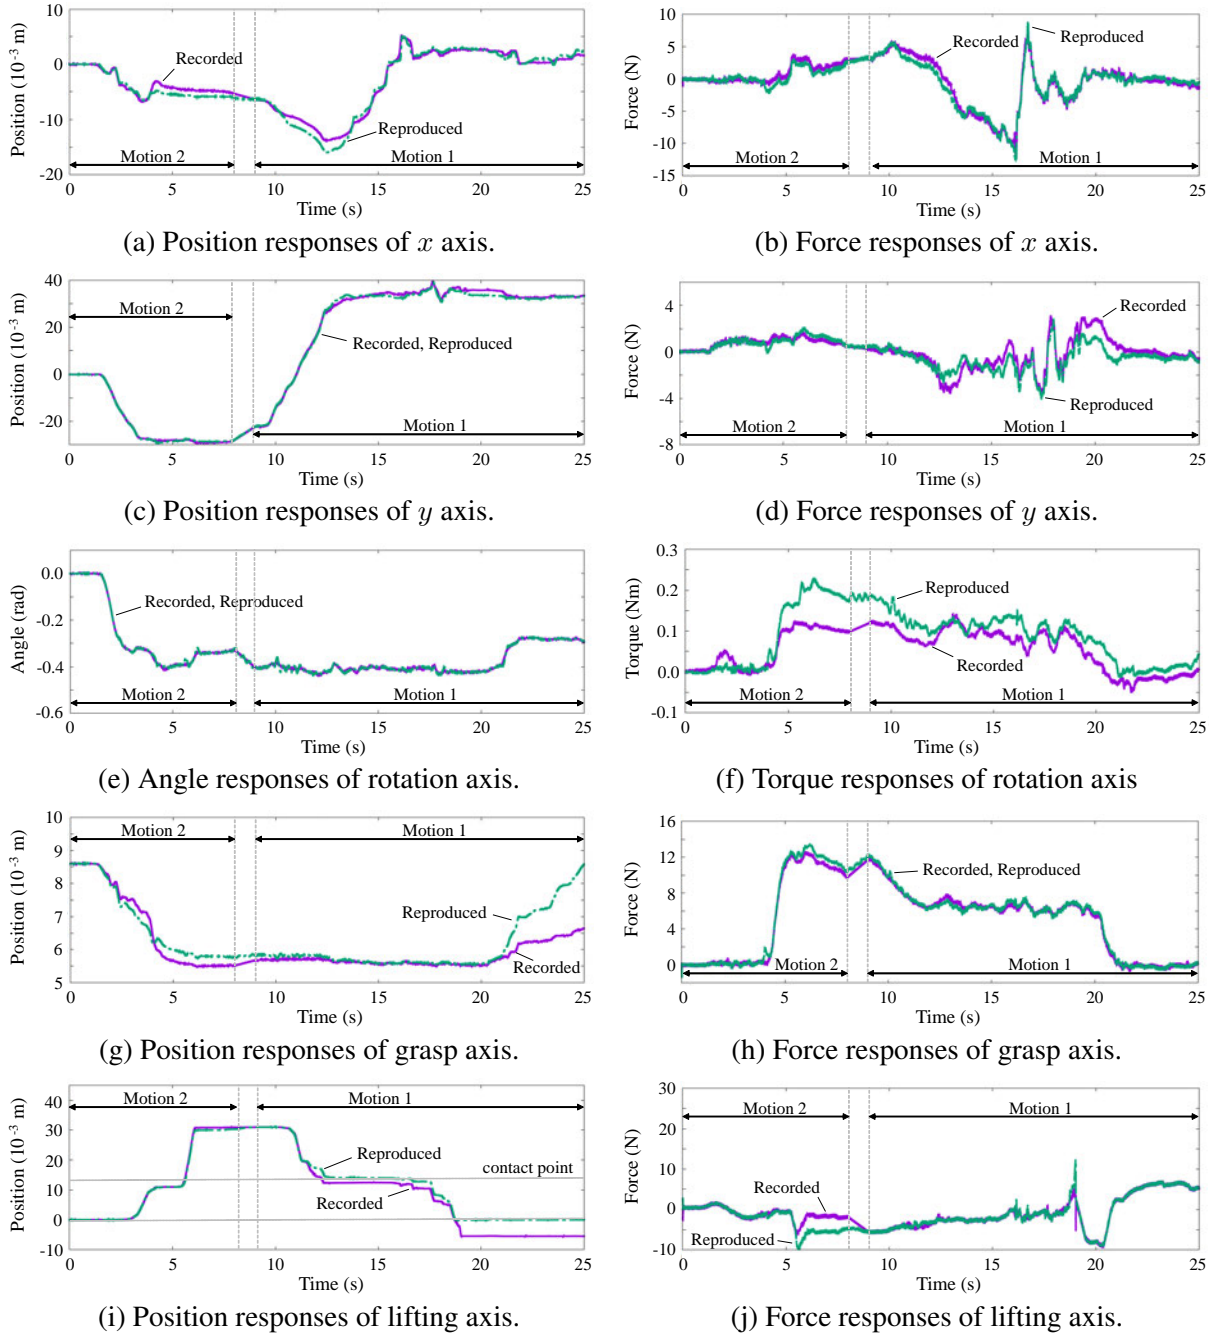 10
0
-10
-20
Position (10⁻³ m)
Recorded
Reproduced
Motion 2
Motion 1
0 5 10 15 20 25
Time (s)
(a) Position responses of x axis.
10
5
0
-5
-10
-15
Force (N)
Recorded
Reproduced
Motion 2
Motion 1
0 5 10 15 20 25
Time (s)
(b) Force responses of x axis.
40
20
0
-20
Position (10⁻³ m)
Motion 2
Recorded, Reproduced
Motion 1
0 5 10 15 20 25
Time (s)
(c) Position responses of y axis.
4
0
-4
-8
Force (N)
Recorded
Reproduced
Motion 2
Motion 1
0 5 10 15 20 25
Time (s)
(d) Force responses of y axis.
0.0
-0.2
-0.4
-0.6
Angle (rad)
Recorded, Reproduced
Motion 2
Motion 1
0 5 10 15 20 25
Time (s)
(e) Angle responses of rotation axis.
0.3
0.2
0.1
0.0
-0.1
Torque (Nm)
Reproduced
Recorded
Motion 2
Motion 1
0 5 10 15 20 25
Time (s)
(f) Torque responses of rotation axis
10
9
8
7
6
5
Position (10⁻³ m)
Motion 2
Motion 1
Reproduced
Recorded
0 5 10 15 20 25
Time (s)
(g) Position responses of grasp axis.
16
12
8
4
0
Force (N)
Recorded, Reproduced
Motion 2
Motion 1
0 5 10 15 20 25
Time (s)
(h) Force responses of grasp axis.
40
30
20
10
0
-10
Position (10⁻³ m)
Motion 2
Motion 1
Reproduced
contact point
Recorded
0 5 10 15 20 25
Time (s)
(i) Position responses of lifting axis.
30
20
10
0
-10
Force (N)
Motion 2
Motion 1
Recorded
Reproduced
0 5 10 15 20 25
Time (s)
(j) Force responses of lifting axis.